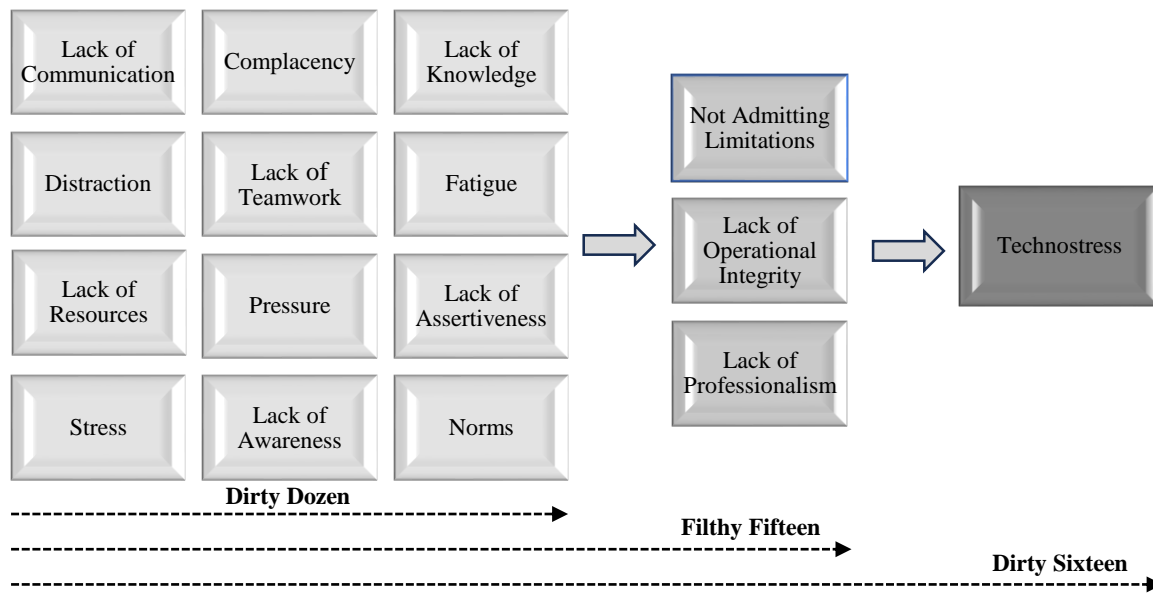 Lack of
Communication
Complacency
Lack of
Knowledge
Distraction
Lack of
Teamwork
Fatigue
Lack of
Resources
Pressure
Lack of
Assertiveness
Stress
Lack of
Awareness
Norms
Not Admitting
Limitations
Lack of
Operational
Integrity
Lack of
Professionalism
Technostress
Dirty Dozen
Filthy Fifteen
Dirty Sixteen